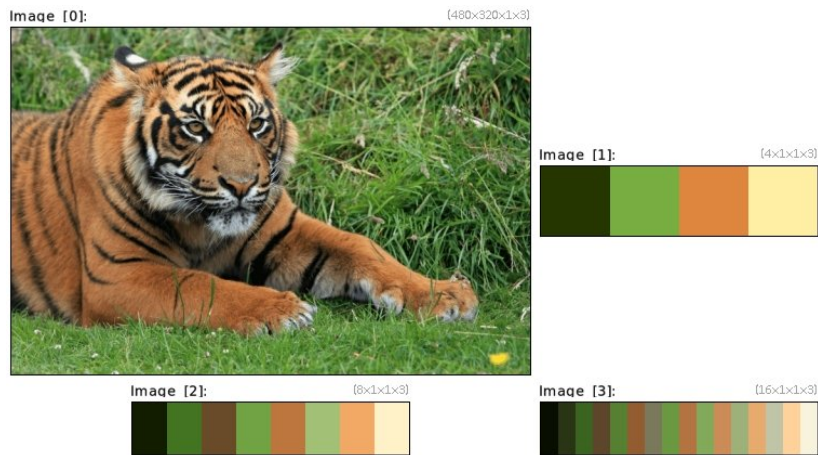 Image [0]:
(480×320×1×3)
Image [1]:
(4×1×1×3)
Image [2]:
(8×1×1×3)
Image [3]:
(16×1×1×3)